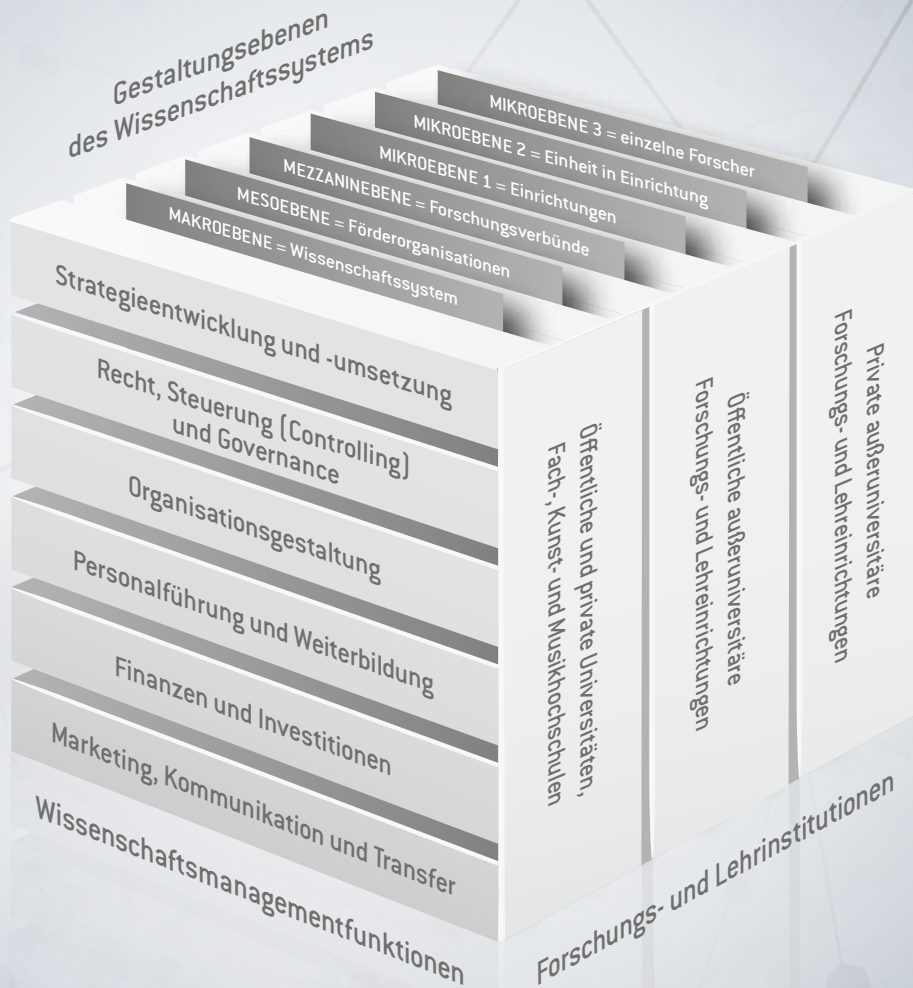 Gestaltungsebenen
des Wissenschaftssystems
MIKROEBENE 3 = einzelne Forscher
MIKROEBENE 2 = Einheit in Einrichtung
MIKROEBENE 1 = Einrichtungen
MEZZANINEBENE = Forschungsverbünde
MESOEBENE = Förderorganisationen
MAKROEBENE = Wissenschaftssystem
Strategieentwicklung und -umsetzung
Recht, Steuerung (Controlling)
und Governance
Organisationsgestaltung
Personalführung und Weiterbildung
Finanzen und Investitionen
Marketing, Kommunikation und Transfer
Wissenschaftsmanagementfunktionen
Öffentliche und private Universitäten,
Fach-, Kunst- und Musikhochschulen
Öffentliche außeruniversitäre
Forschungs- und Lehreinrichtungen
Private außeruniversitäre
Forschungs- und Lehreinrichtungen
Forschungs- und Lehrinstitutionen